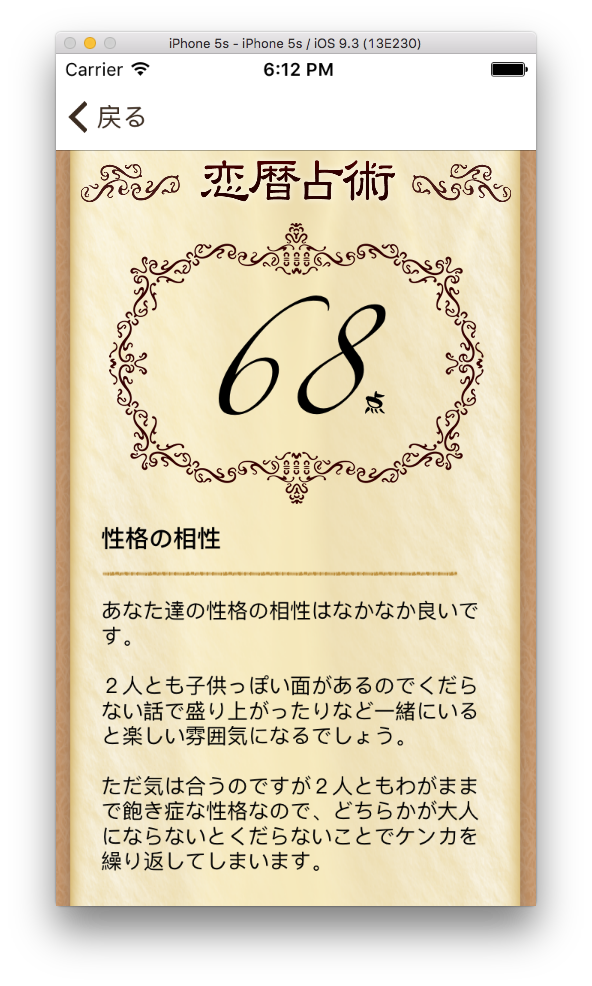 iPhone 5s - iPhone 5s / iOS 9.3 (13E230)
Carrier 6:12 PM
戻る
恋暦占術
68点
性格の相性
あなた達の性格の相性はなかなか良いで
す。
２人とも子供っぽい面があるのでくだら
ない話で盛り上がったりなど一緒にいる
と楽しい雰囲気になるでしょう。
ただ気は合うのですが２人ともわがまま
で飽き症な性格なので、どちらかが大人
にならないとくだらないことでケンカを
繰り返してしまいます。